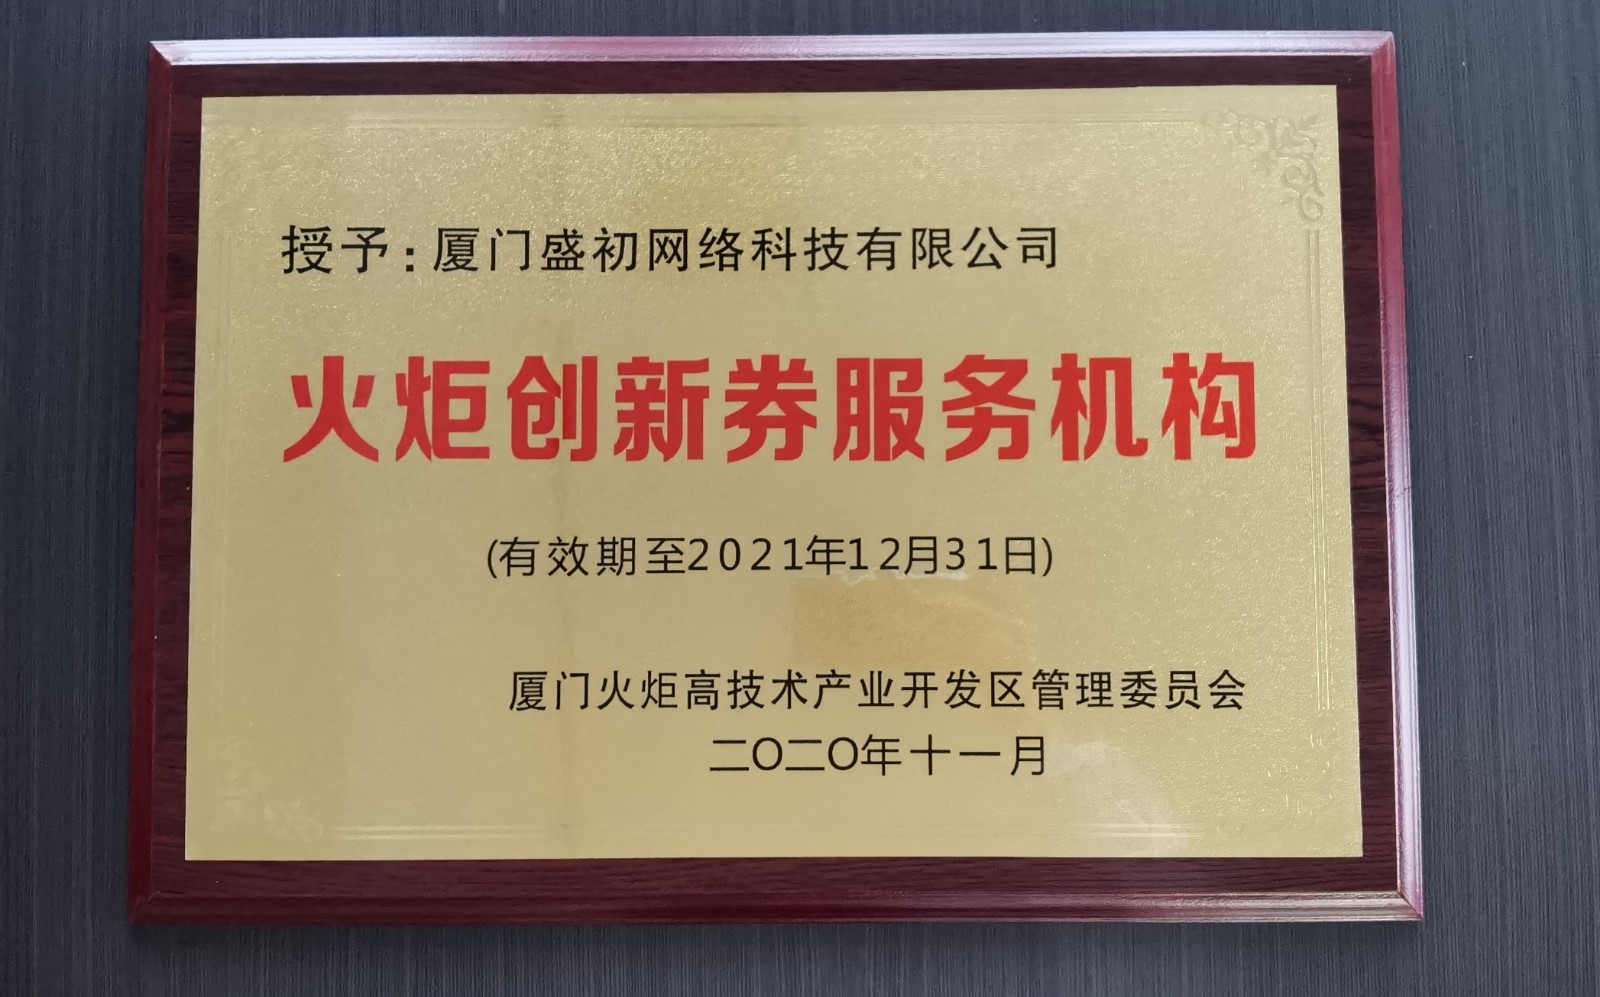 授予:厦门盛初网络科技有限公司
火炬创新券服务机构
(有效期至2021年12月31日)
厦门火炬高技术产业开发区管理委员会
二〇二〇年十一月